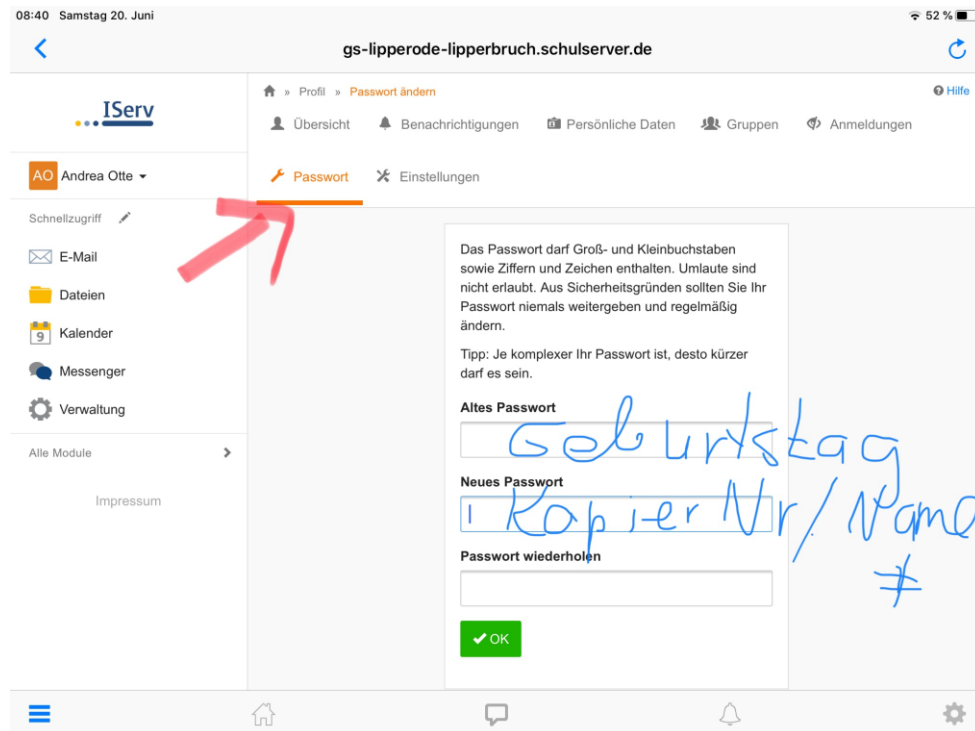 08:40 Samstag 20. Juni 52 %
gs-lipperode-lipperbruch.schulserver.de
IServ
» Profil » Passwort ändern
Hilfe
Übersicht Benachrichtigungen Persönliche Daten Gruppen Anmeldungen
Passwort Einstellungen
AO Andrea Otte
Schnellzugriff
E-Mail
Dateien
9 Kalender
Messenger
Verwaltung
Alle Module
Impressum
Das Passwort darf Groß- und Kleinbuchstaben
sowie Ziffern und Zeichen enthalten. Umlaute sind
nicht erlaubt. Aus Sicherheitsgründen sollten Sie Ihr
Passwort niemals weitergeben und regelmäßig
ändern.
Tipp: Je komplexer Ihr Passwort ist, desto kürzer
darf es sein.
Altes Passwort
Geburtstag
Neues Passwort
Kopier Nr/Name
≠
Passwort wiederholen
OK